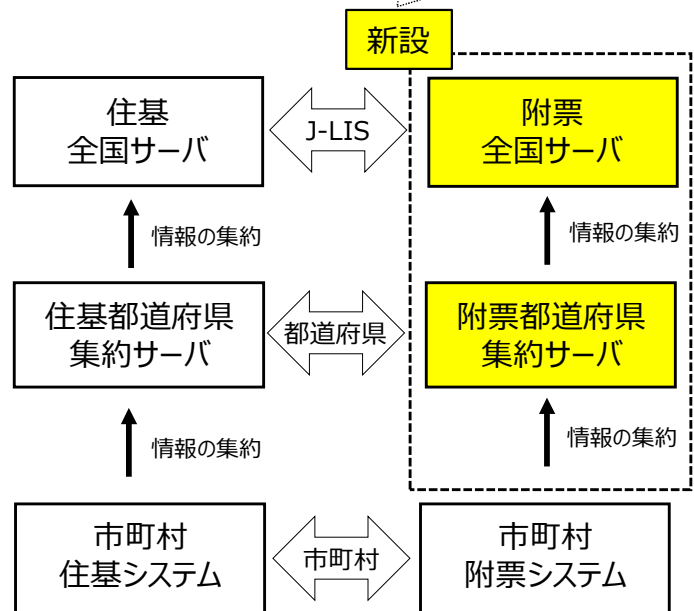 新設
住基
全国サーバ
J-LIS
附票
全国サーバ
情報の集約
情報の集約
住基都道府県
集約サーバ
都道府県
附票都道府県
集約サーバ
情報の集約
情報の集約
市町村
住基システム
市町村
市町村
附票システム